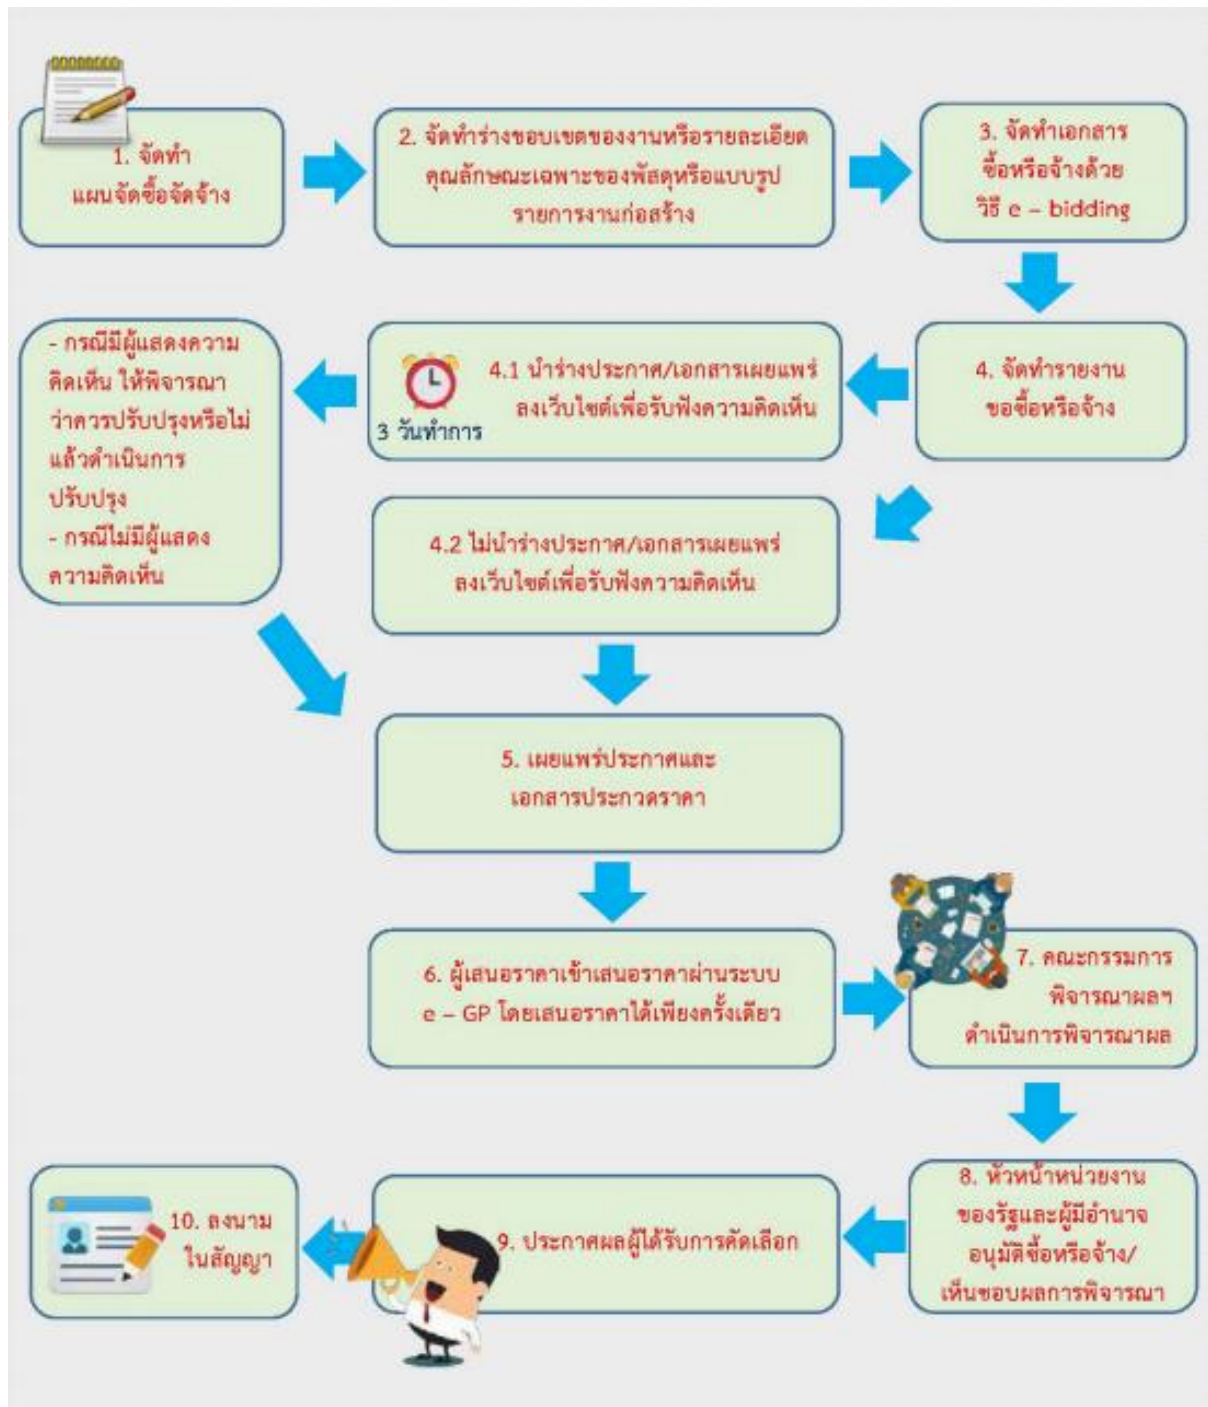 1. จัดทำ
แผนจัดซื้อจัดจ้าง
2. จัดทำร่างขอบเขตของงานหรือรายละเอียด
คุณลักษณะเฉพาะของพัสดุหรือแบบรูป
รายการงานก่อสร้าง
3. จัดทำเอกสาร
ซื้อหรือจ้างด้วย
วิธี e – bidding
4. จัดทำรายงาน
ขอซื้อหรือจ้าง
4.1 นำร่างประกาศ/เอกสารเผยแพร่
ลงเว็บไซต์เพื่อรับฟังความคิดเห็น
3 วันทำการ
- กรณีมีผู้แสดงความ
คิดเห็น ให้พิจารณา
ว่าควรปรับปรุงหรือไม่
แล้วดำเนินการ
ปรับปรุง
- กรณีไม่มีผู้แสดง
ความคิดเห็น
4.2 ไม่นำร่างประกาศ/เอกสารเผยแพร่
ลงเว็บไซต์เพื่อรับฟังความคิดเห็น
5. เผยแพร่ประกาศและ
เอกสารประกวดราคา
6. ผู้เสนอราคาเข้าเสนอราคาผ่านระบบ
e – GP โดยเสนอราคาได้เพียงครั้งเดียว
7. คณะกรรมการ
พิจารณาผลฯ
ดำเนินการพิจารณาผล
8. หัวหน้าหน่วยงาน
ของรัฐและผู้มีอำนาจ
อนุมัติซื้อหรือจ้าง/
เห็นชอบผลการพิจารณา
9. ประกาศผลผู้ได้รับการคัดเลือก
10. ลงนาม
ในสัญญา